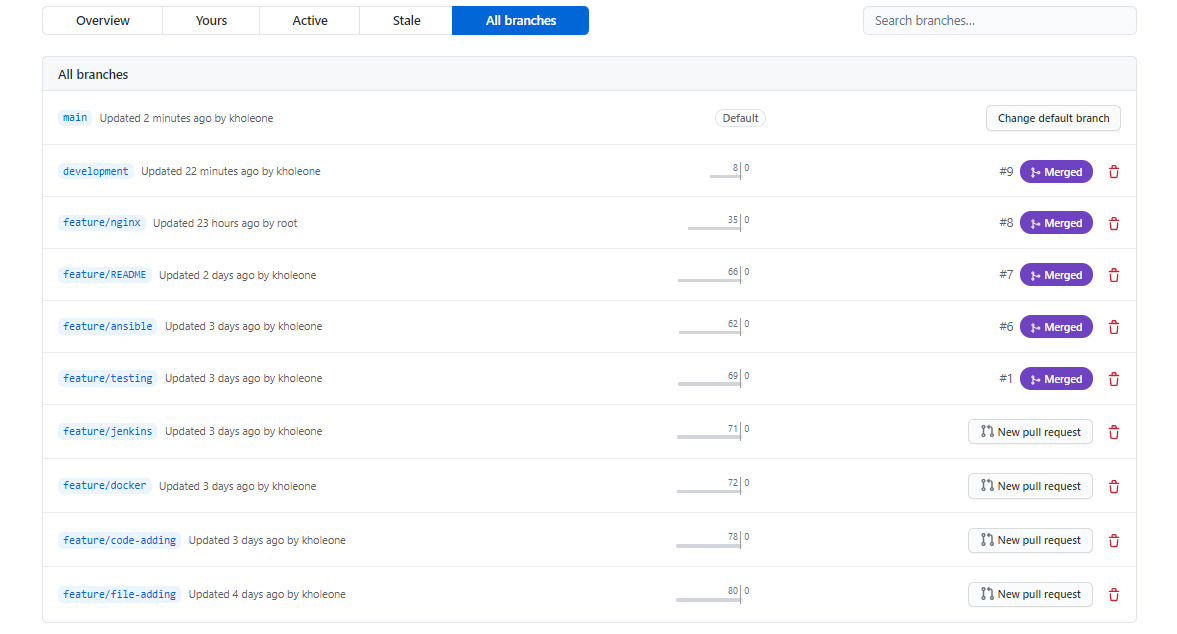 Overview Yours Active Stale All branches Search branches...
All branches
main Updated 2 minutes ago by kholeone Default Change default branch
development Updated 22 minutes ago by kholeone 8 0 #9 Merged
feature/nginx Updated 23 hours ago by root 35 0 #8 Merged
feature/README Updated 2 days ago by kholeone 66 0 #7 Merged
feature/ansible Updated 3 days ago by kholeone 62 0 #6 Merged
feature/testing Updated 3 days ago by kholeone 69 0 #1 Merged
feature/jenkins Updated 3 days ago by kholeone 71 0 New pull request
feature/docker Updated 3 days ago by kholeone 72 0 New pull request
feature/code-adding Updated 3 days ago by kholeone 78 0 New pull request
feature/file-adding Updated 4 days ago by kholeone 80 0 New pull request